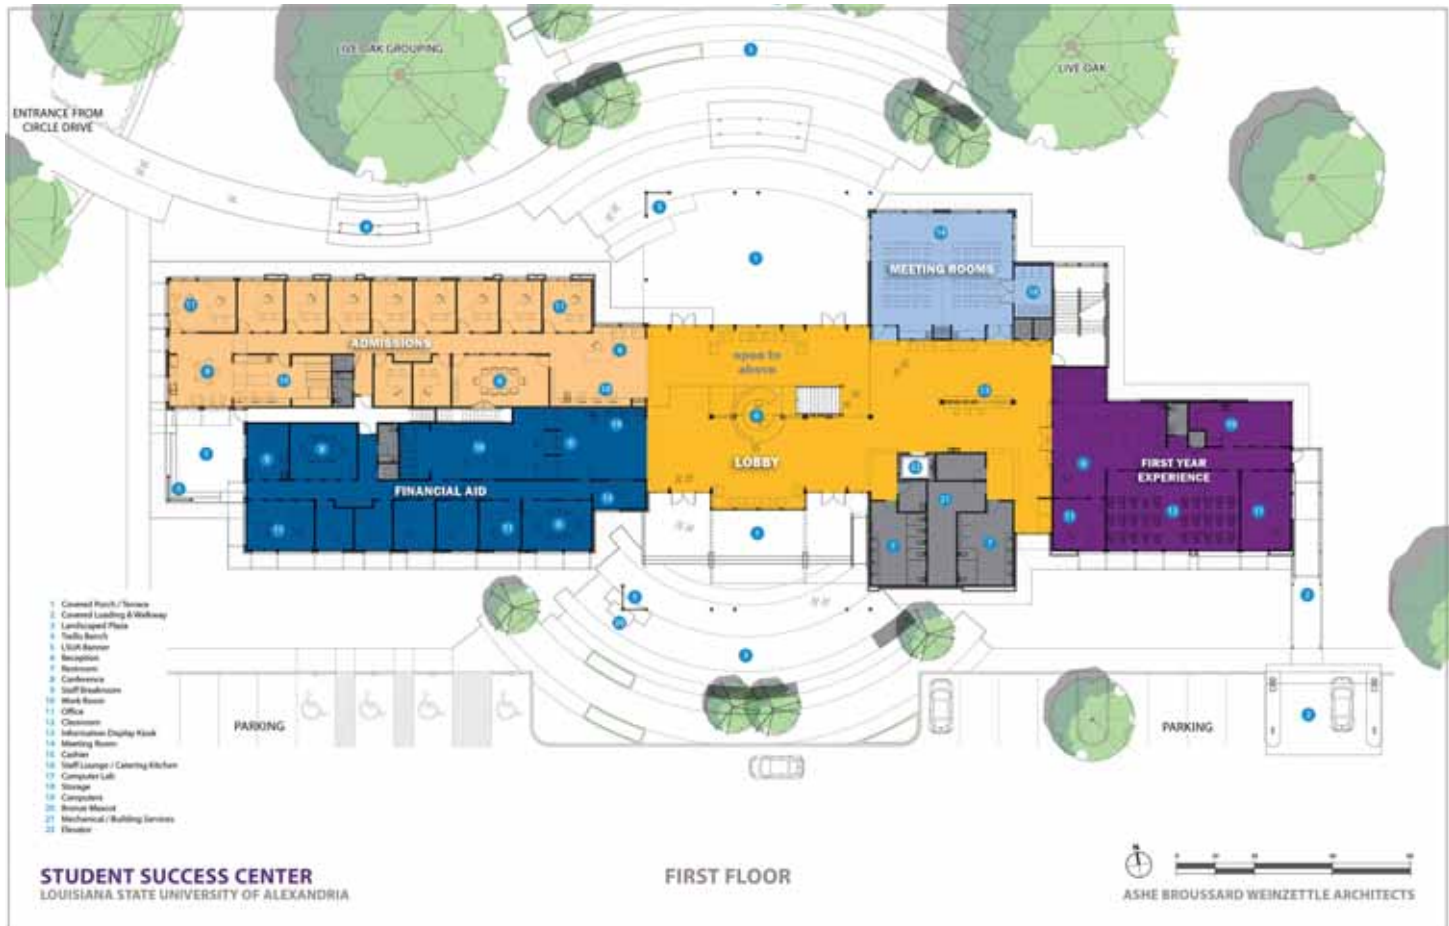 LIVE OAK GROUPING
LIVE OAK
ENTRANCE FROM
CIRCLE DRIVE
MEETING ROOMS
ADMISSIONS
open to
above
LOBBY
FINANCIAL AID
FIRST YEAR
EXPERIENCE
1 Covered Porch / Terrace
2 Covered Loading & Walkway
3 Landscaped Plaza
4 Trellis Bench
5 LSUA Banner
6 Reception
7 Restroom
8 Conference
9 Staff Breakroom
10 Work Room
11 Office
12 Classroom
13 Information Display Kiosk
14 Meeting Room
15 Cashier
16 Staff Lounge / Catering Kitchen
17 Computer Lab
18 Storage
19 Computers
20 Bronze Mascot
21 Mechanical / Building Services
22 Elevator
PARKING
PARKING
STUDENT SUCCESS CENTER
LOUISIANA STATE UNIVERSITY OF ALEXANDRIA
FIRST FLOOR
N
ASHE BROUSSARD WEINZETTLE ARCHITECTS